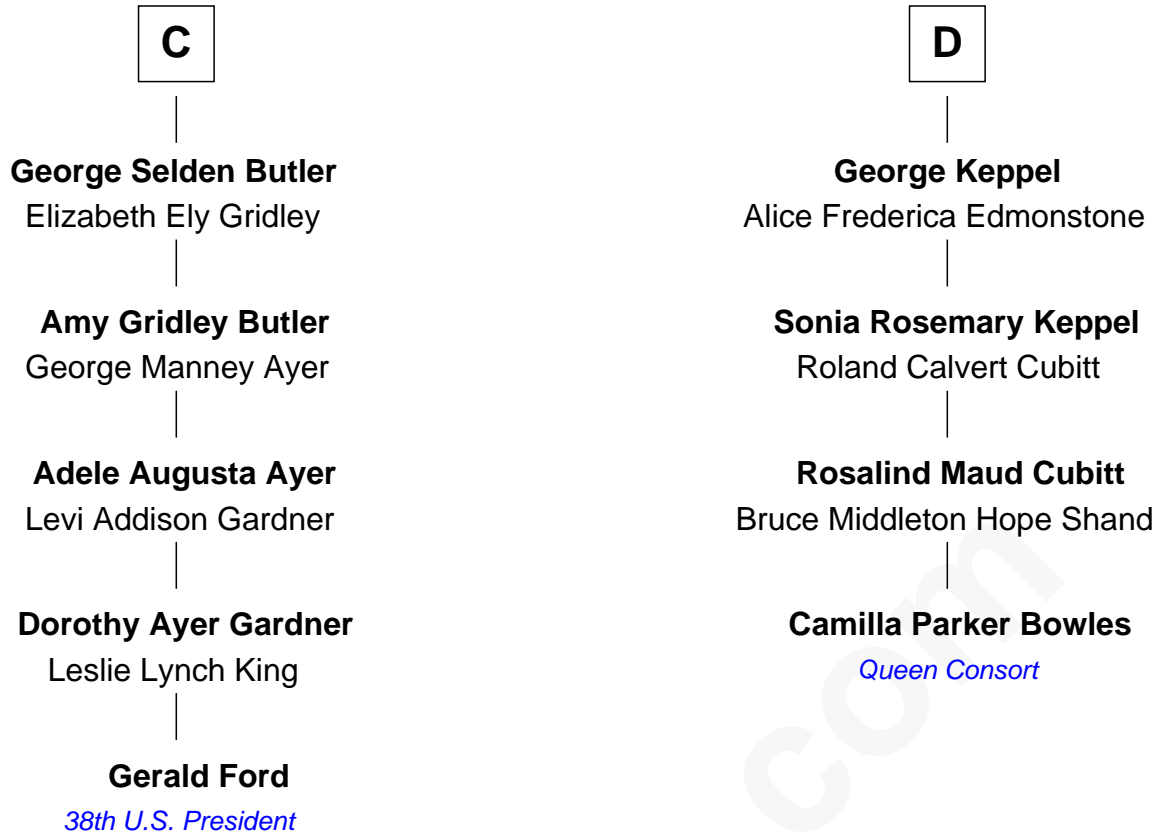 C
George Selden Butler
Elizabeth Ely Gridley
Amy Gridley Butler
George Manney Ayer
Adele Augusta Ayer
Levi Addison Gardner
Dorothy Ayer Gardner
Leslie Lynch King
Gerald Ford
38th U.S. President
D
George Keppel
Alice Frederica Edmonstone
Sonia Rosemary Keppel
Roland Calvert Cubitt
Rosalind Maud Cubitt
Bruce Middleton Hope Shand
Camilla Parker Bowles
Queen Consort
com